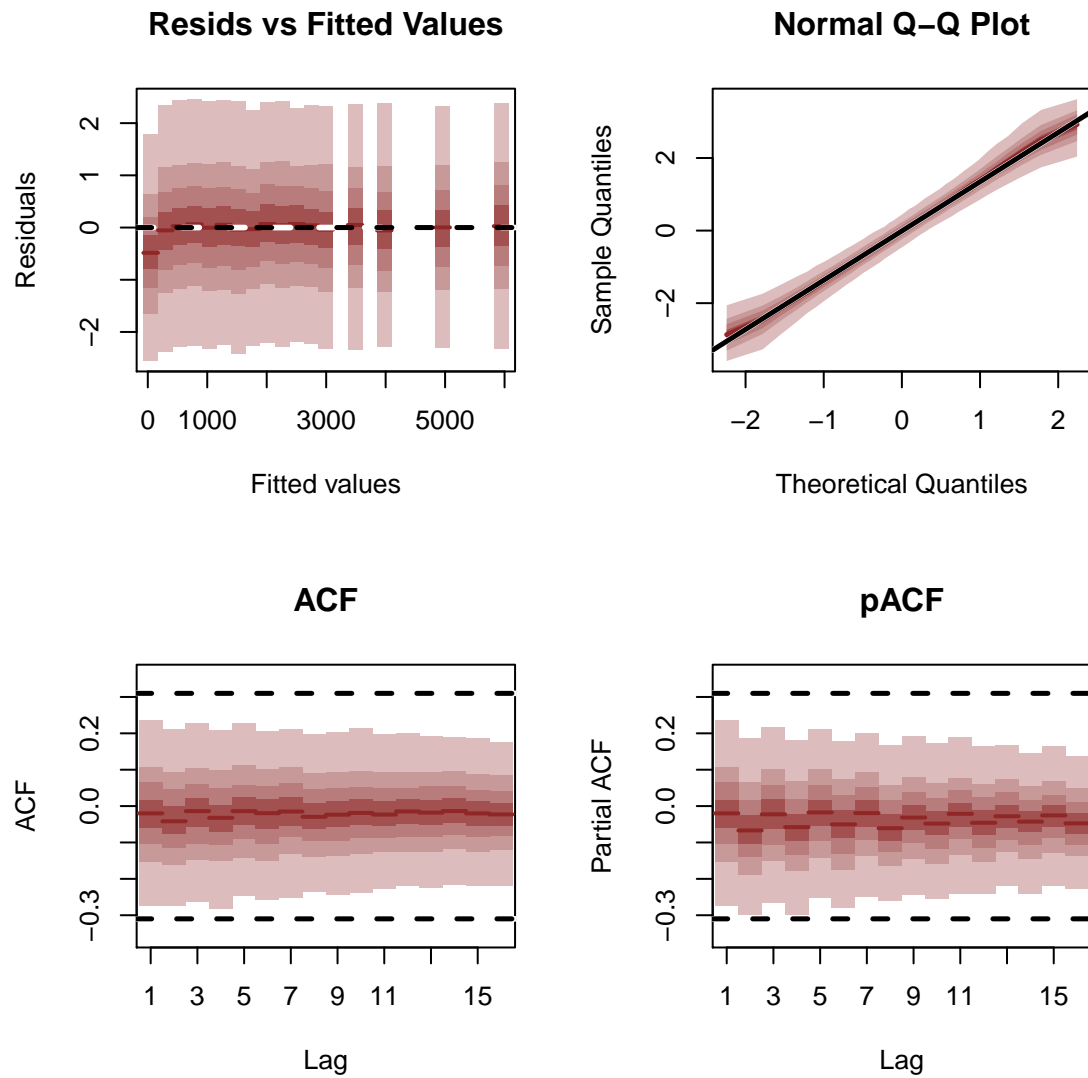 Resids vs Fitted Values
Residuals
2
1
0
−2
0 1000 3000 5000
Fitted values
Normal Q−Q Plot
Sample Quantiles
2
0
−2
−2 −1 0 1 2
Theoretical Quantiles
ACF
ACF
0.2
0.0
−0.3
1 3 5 7 9 11 15
Lag
pACF
Partial ACF
0.2
0.0
−0.3
1 3 5 7 9 11 15
Lag